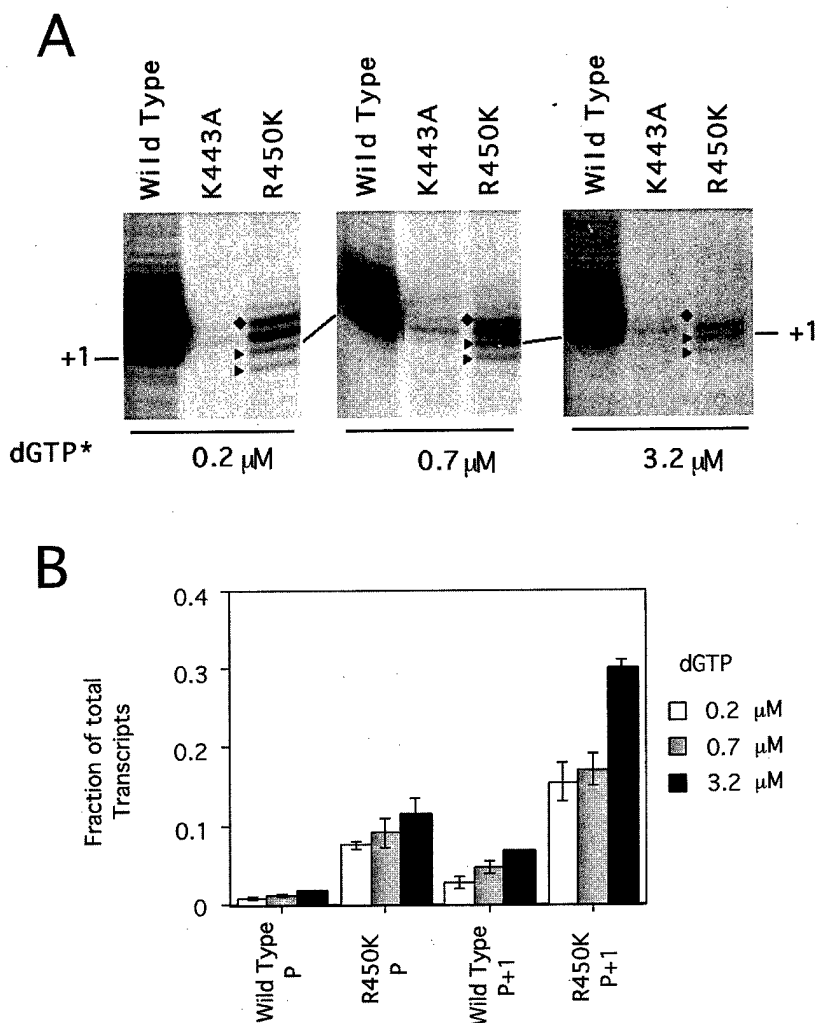 A
Wild Type K443A R450K Wild Type K443A R450K Wild Type K443A R450K
+1 +1
dGTP* 0.2 μM 0.7 μM 3.2 μM
B
Fraction of total
Transcripts
0.4
0.3
0.2
0.1
0
dGTP
0.2 μM
0.7 μM
3.2 μM
Wild Type
P
R450K
P
Wild Type
P+1
R450K
P+1